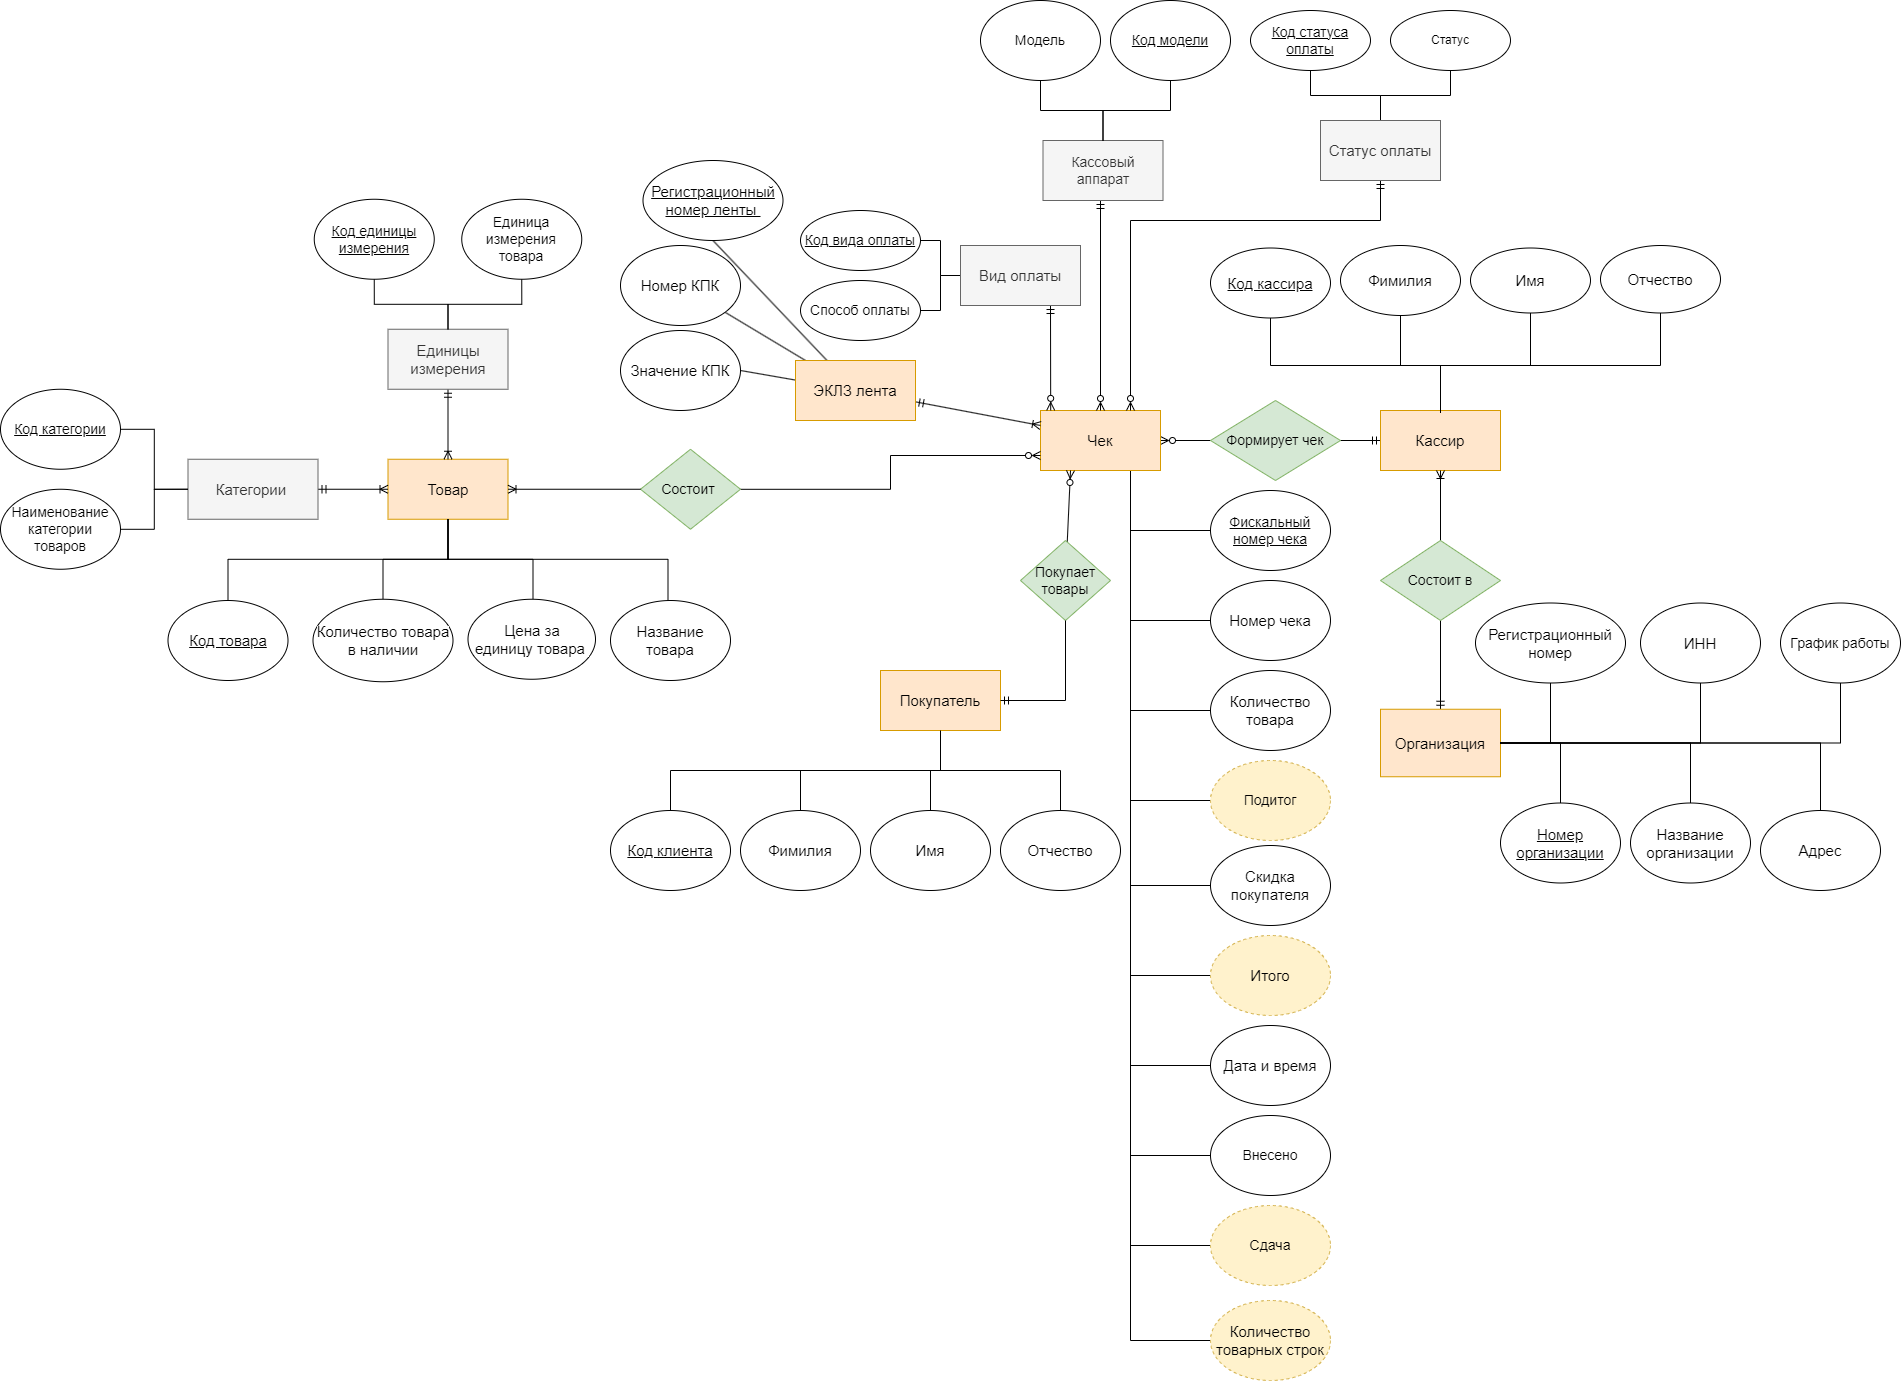 Модель
Код модели
Код статуса
оплаты
Статус
Кассовый
аппарат
Статус оплаты
Регистрационный
номер ленты
Код единицы
измерения
Единица
измерения
товара
Код вида оплаты
Вид оплаты
Способ оплаты
Номер КПК
Значение КПК
ЭКЛЗ лента
Код кассира
Фамилия
Имя
Отчество
Единицы
измерения
Код категории
Категории
Наименование
категории
товаров
Товар
Состоит
Чек
Формирует чек
Кассир
Фискальный
номер чека
Покупает
товары
Состоит в
Номер чека
Код товара
Количество товара
в наличии
Цена за
единицу товара
Название
товара
Регистрационный
номер
ИНН
График работы
Покупатель
Количество
товара
Организация
Подитог
Код клиента
Фимилия
Имя
Отчество
Скидка
покупателя
Номер
организации
Название
организации
Адрес
Итого
Дата и время
Внесено
Сдача
Количество
товарных строк